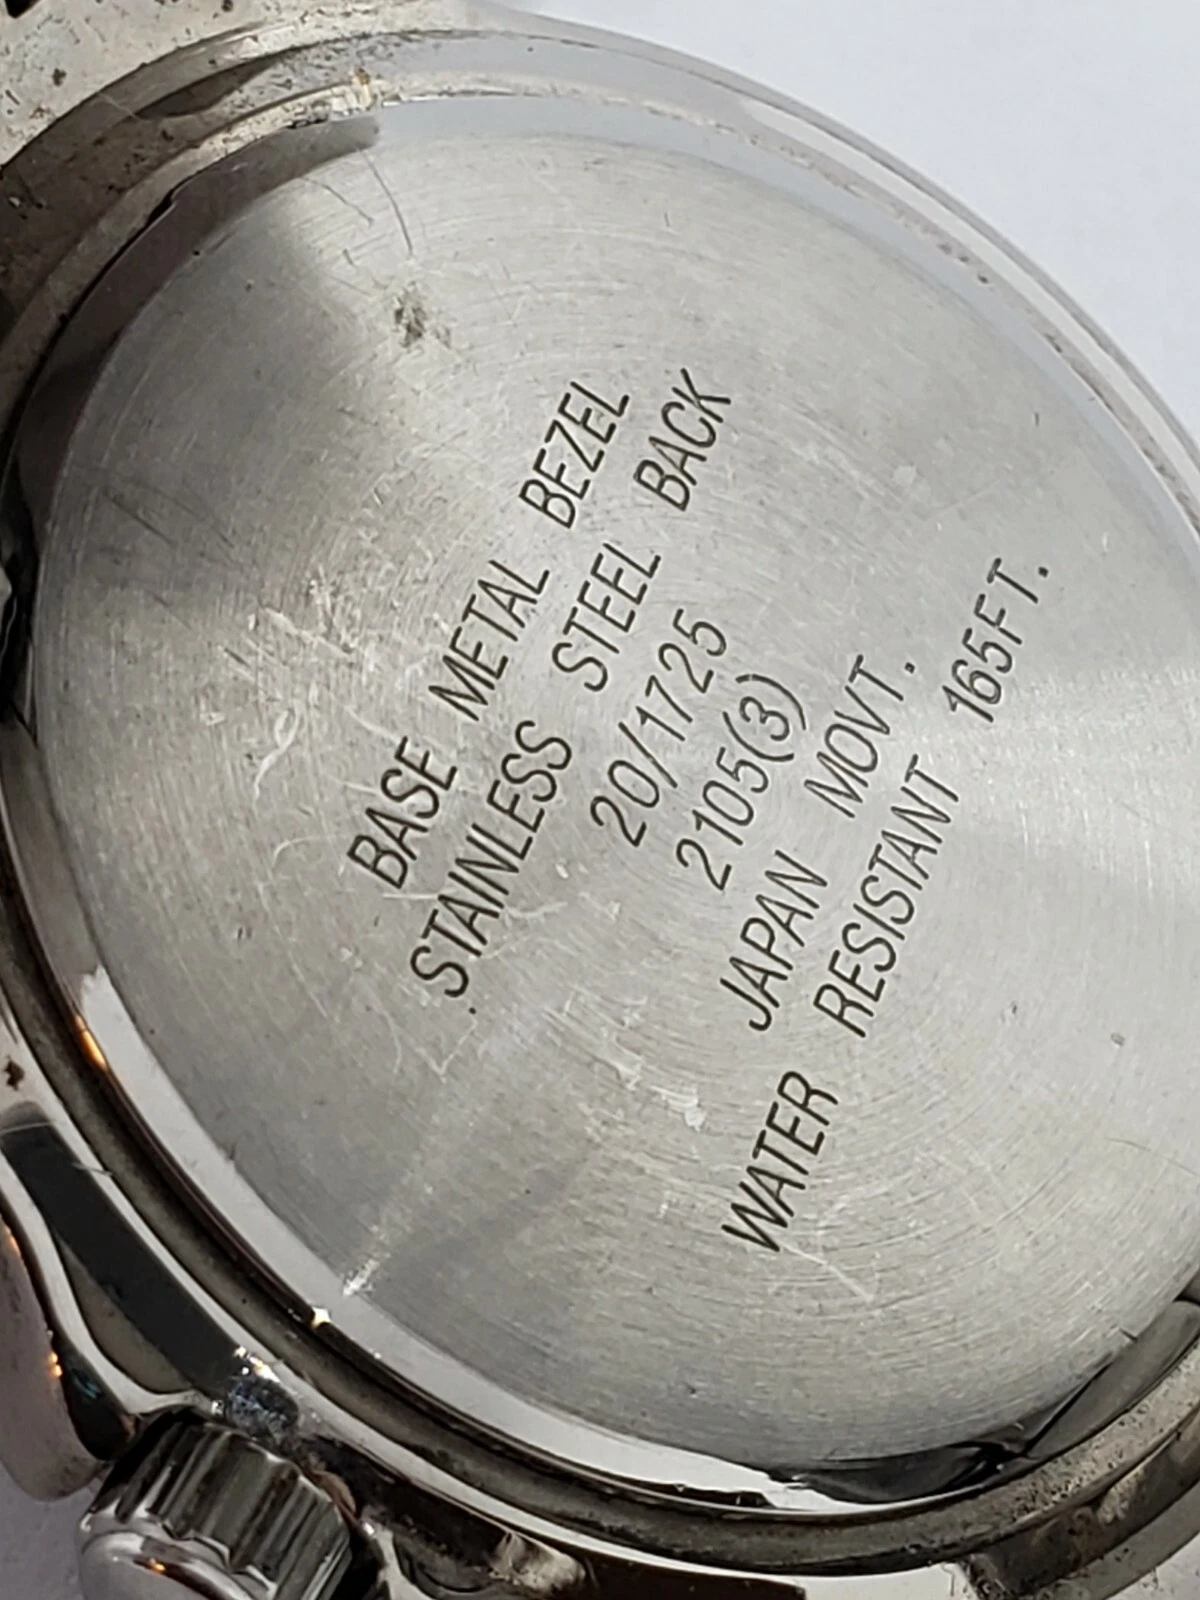 BASE METAL BEZEL
STAINLESS STEEL BACK
20/1725
2105(3)
JAPAN MOVT.
WATER RESISTANT 165FT.